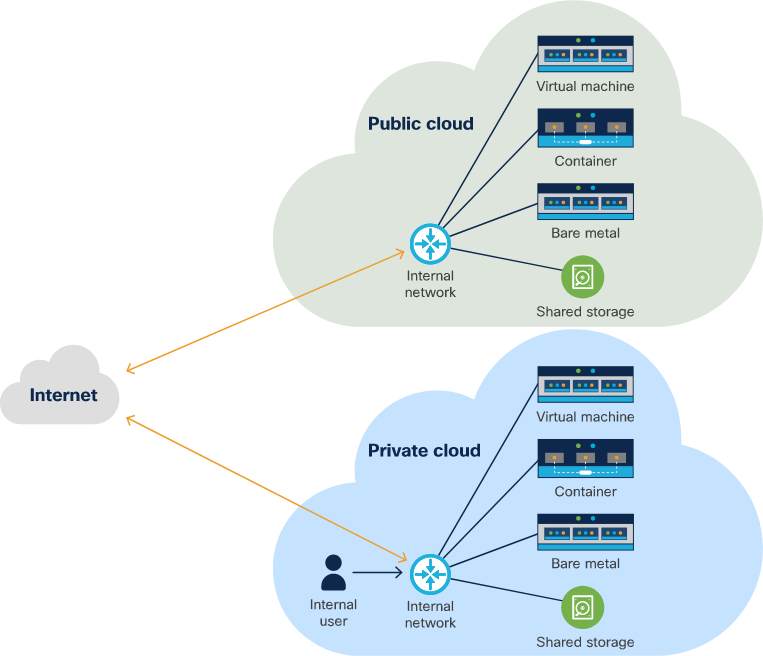 Public cloud
Virtual machine
Container
Bare metal
Internal
network
Shared storage
Internet
Private cloud
Virtual machine
Container
Bare metal
Internal
user
Internal
network
Shared storage